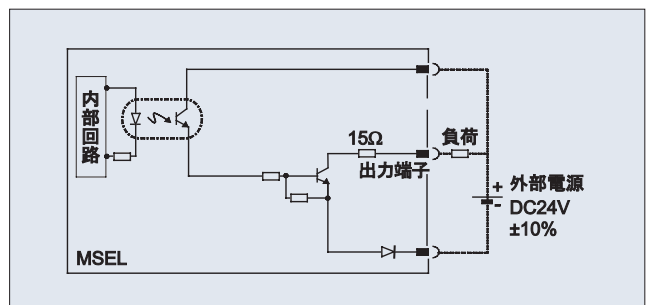 内部回路
15Ω
負荷
出力端子
+ 外部電源
- DC24V
±10%
MSEL